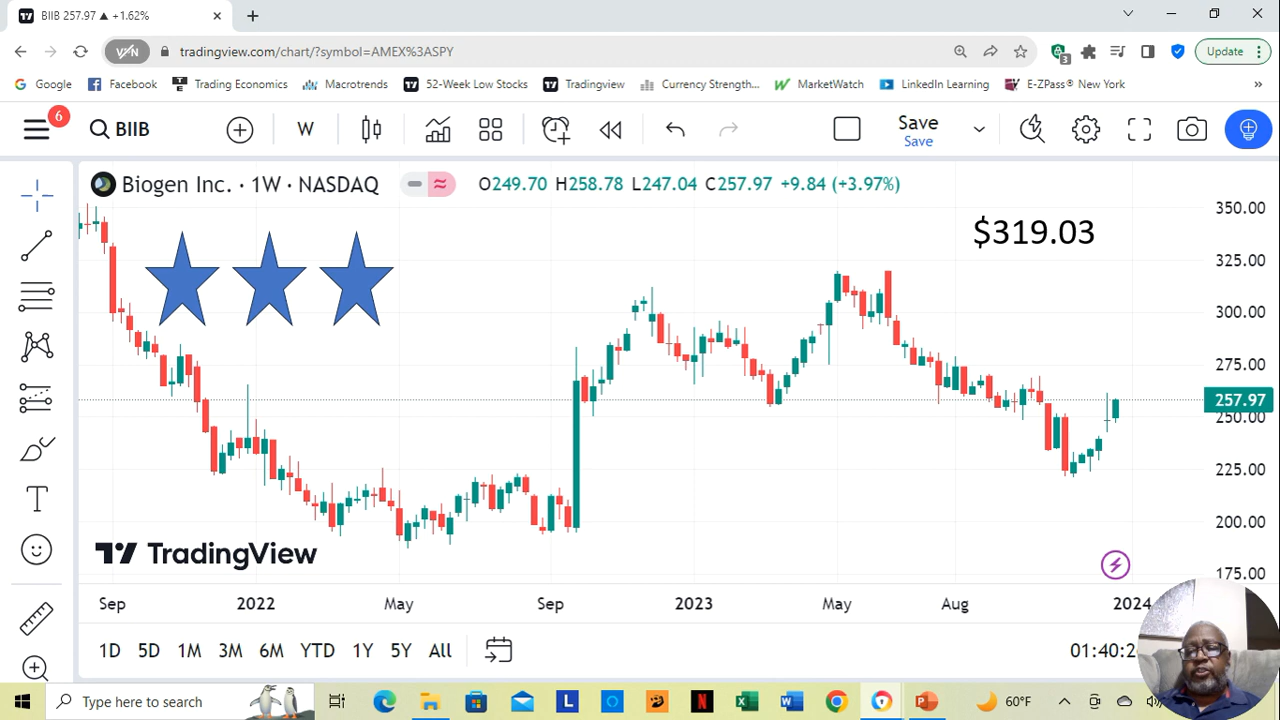 BIIB 257.97 ▲ +1.62%
tradingview.com/chart/?symbol=AMEX%3ASPY
3
Update
Google
Facebook
Trading Economics
Macrotrends
52-Week Low Stocks
Tradingview
Currency Strength...
MarketWatch
LinkedIn Learning
E-ZPass® New York
»
6
BIIB
W
Save
Save
Biogen Inc. · 1W · NASDAQ
O249.70 H258.78 L247.04 C257.97 +9.84 (+3.97%)
$319.03
350.00
325.00
300.00
275.00
257.97
250.00
225.00
200.00
175.00
TradingView
Sep 2022 May Sep 2023 May Aug 2024
1D 5D 1M 3M 6M YTD 1Y 5Y All
Type here to search
60°F